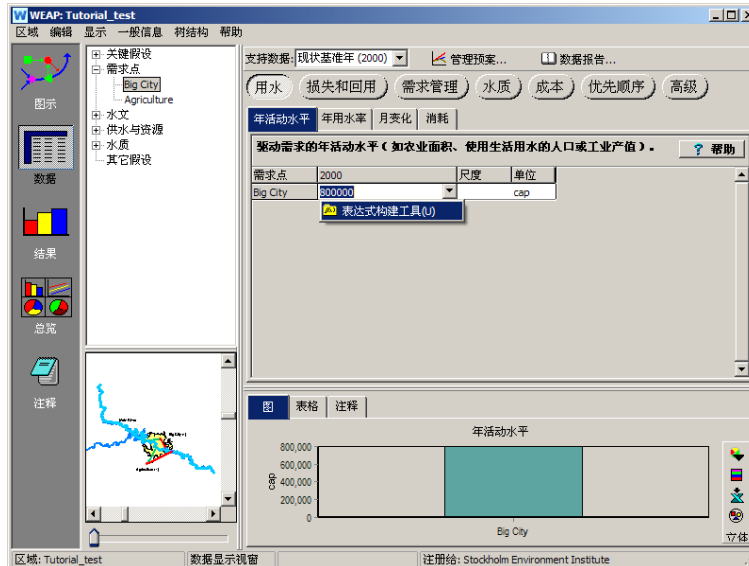 WEAP: Tutorial_test
区域 编辑 显示 一般信息 树结构 帮助
图示
数据
结果
总览
注释
关键假设
需求点
Big City
Agriculture
水文
供水与资源
水质
其它假设
支持数据: 现状基准年 (2000) 管理预案... 数据报告...
用水 损失和回用 需求管理 水质 成本 优先顺序 高级
年活动水平 年用水率 月变化 消耗
驱动需求的年活动水平 ( 如农业面积、使用生活用水的人口或工业产值 ) . ? 帮助
需求点 2000 尺度 单位
Big City 800000 cap
表达式构建工具(U)
图 表格 注释
年活动水平
800,000
600,000
400,000
200,000
0
cap
Big City
立体
区域: Tutorial_test 数据显示视窗 注册给: Stockholm Environment Institute